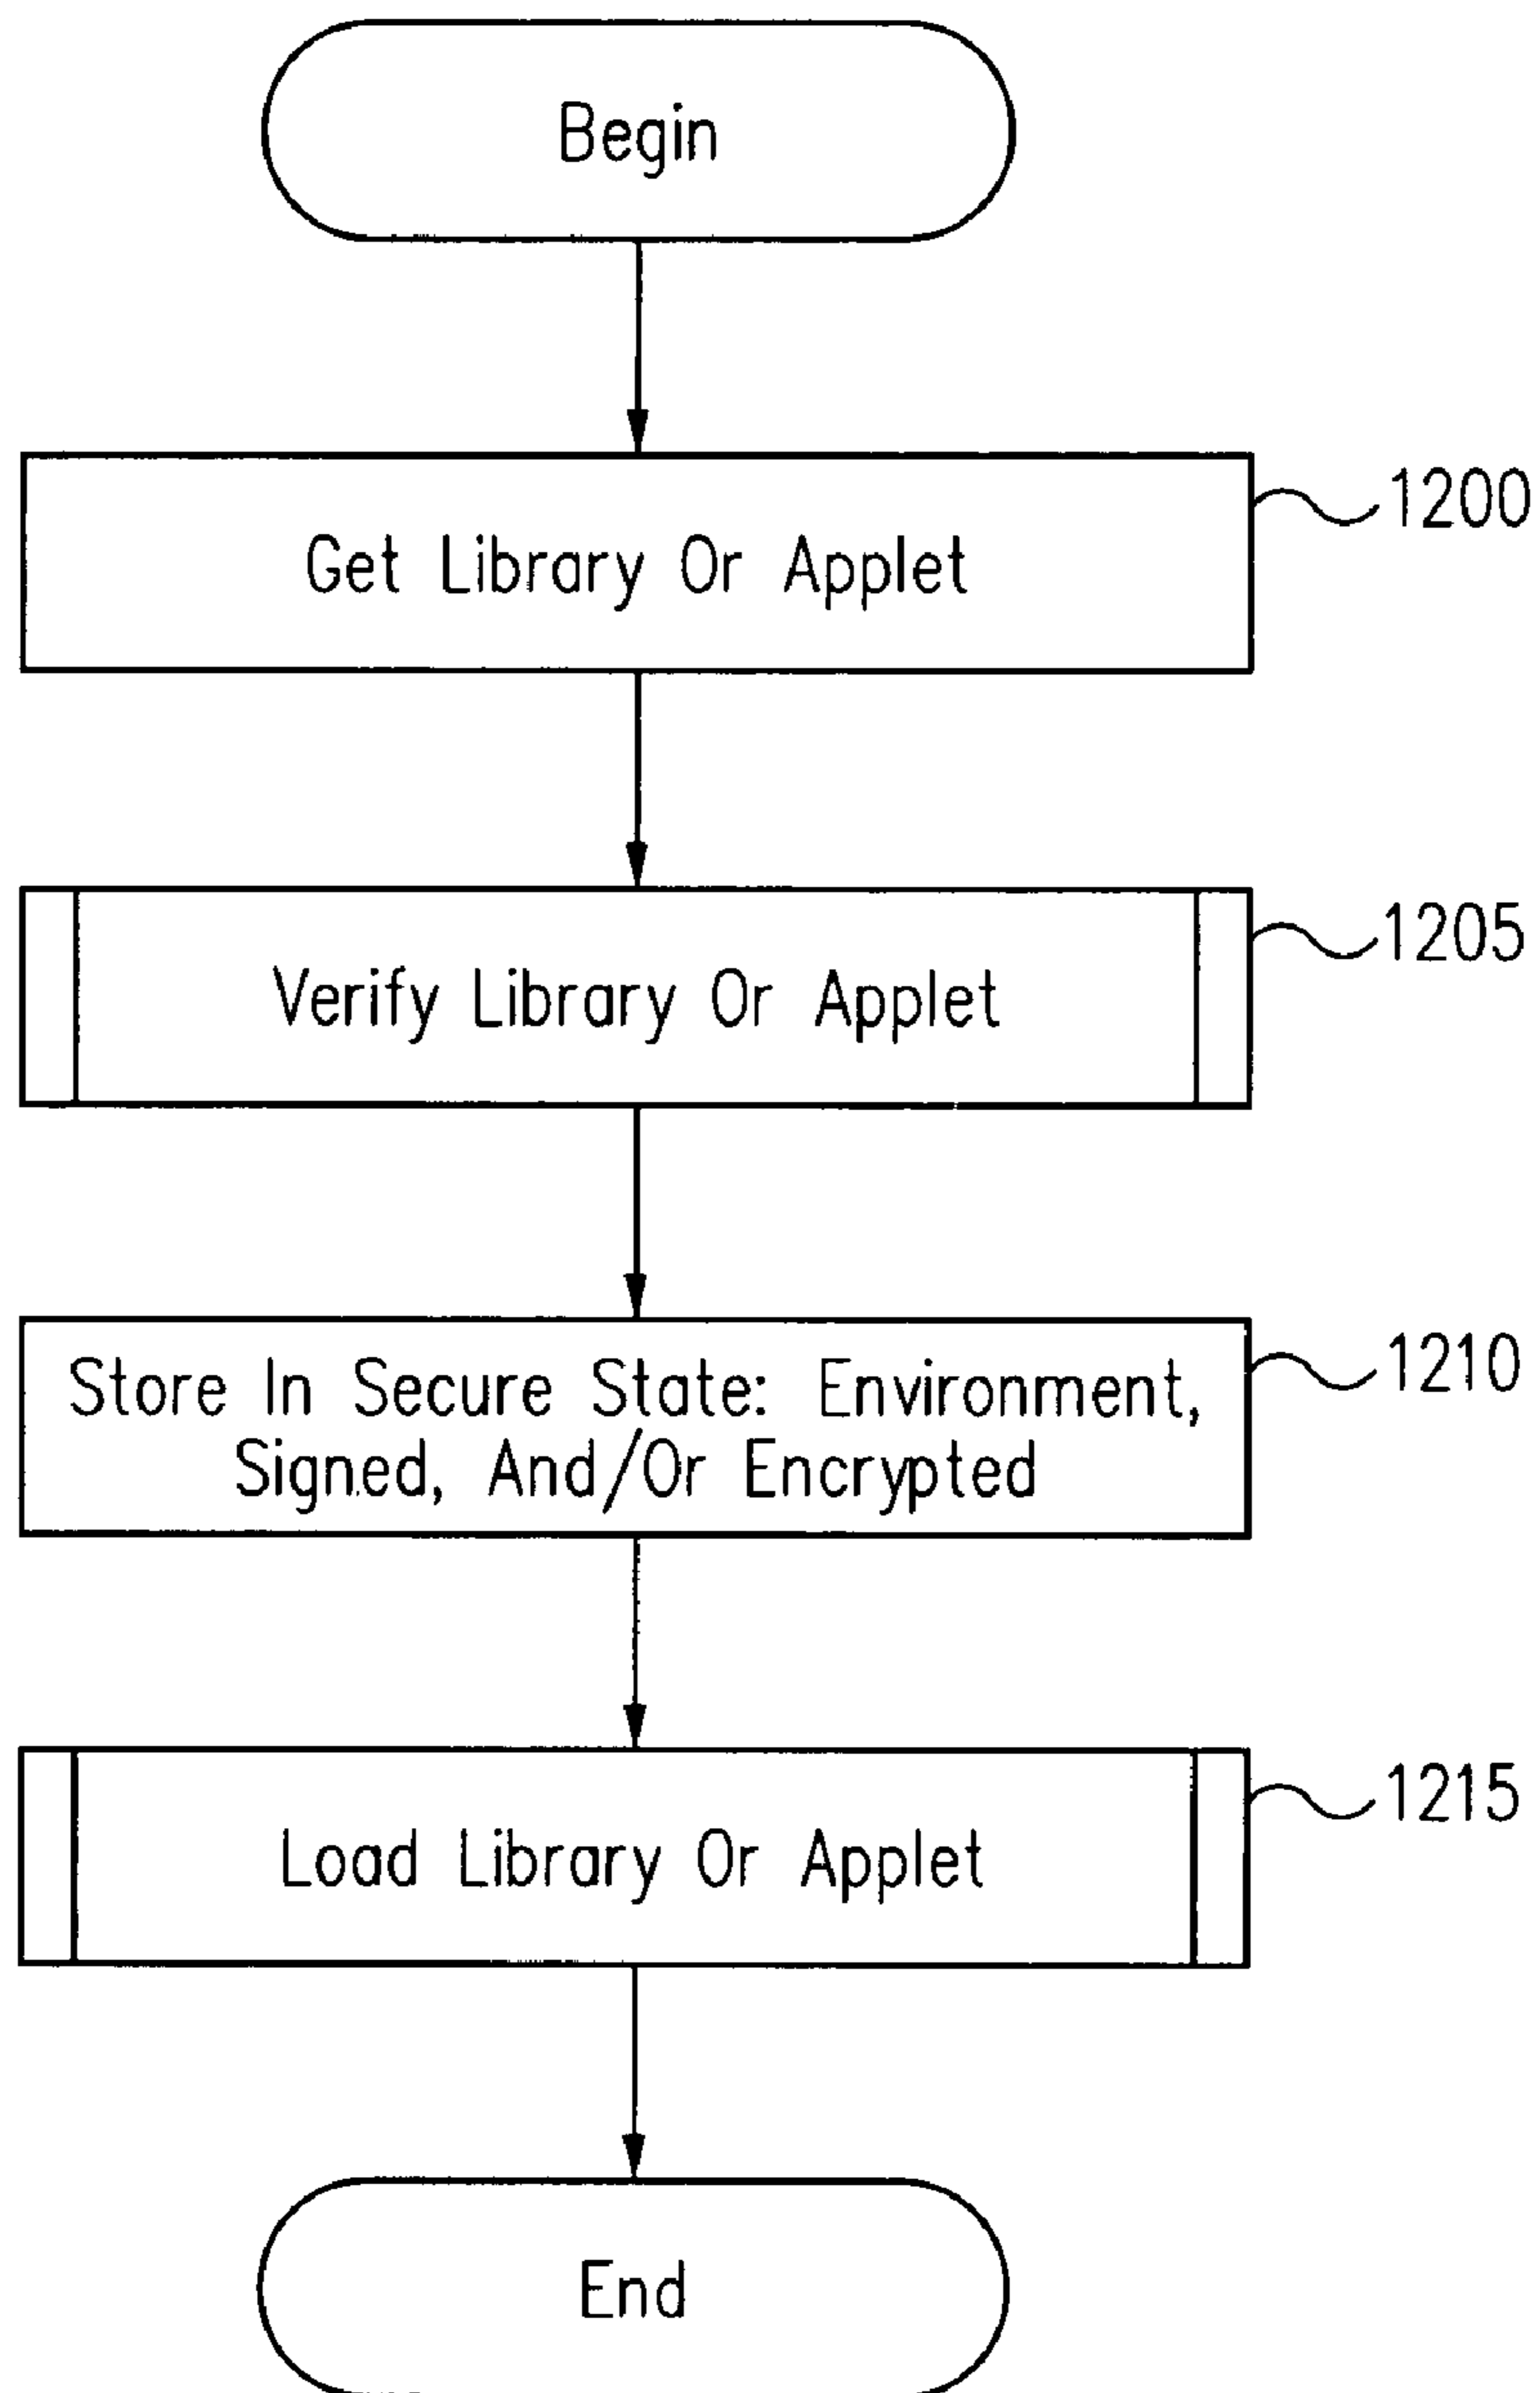 Begin
Get Library Or Applet
1200
Verify Library Or Applet
1205
Store In Secure State: Environment,
Signed, And/Or Encrypted
1210
Load Library Or Applet
1215
End